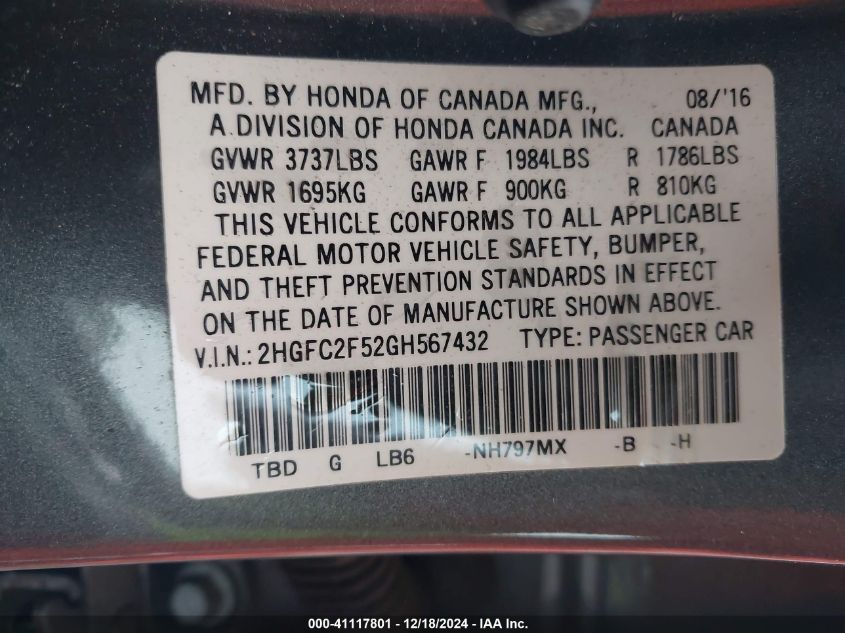 MFD. BY HONDA OF CANADA MFG., 08/'16
A DIVISION OF HONDA CANADA INC. CANADA
GVWR 3737LBS GAWR F 1984LBS R 1786LBS
GVWR 1695KG GAWR F 900KG R 810KG
THIS VEHICLE CONFORMS TO ALL APPLICABLE
FEDERAL MOTOR VEHICLE SAFETY, BUMPER,
AND THEFT PREVENTION STANDARDS IN EFFECT
ON THE DATE OF MANUFACTURE SHOWN ABOVE.
V.I.N.: 2HGFC2F52GH567432 TYPE: PASSENGER CAR
TBD G LB6 -NH797MX -B -H
000-41117801 - 12/18/2024 - IAA Inc.